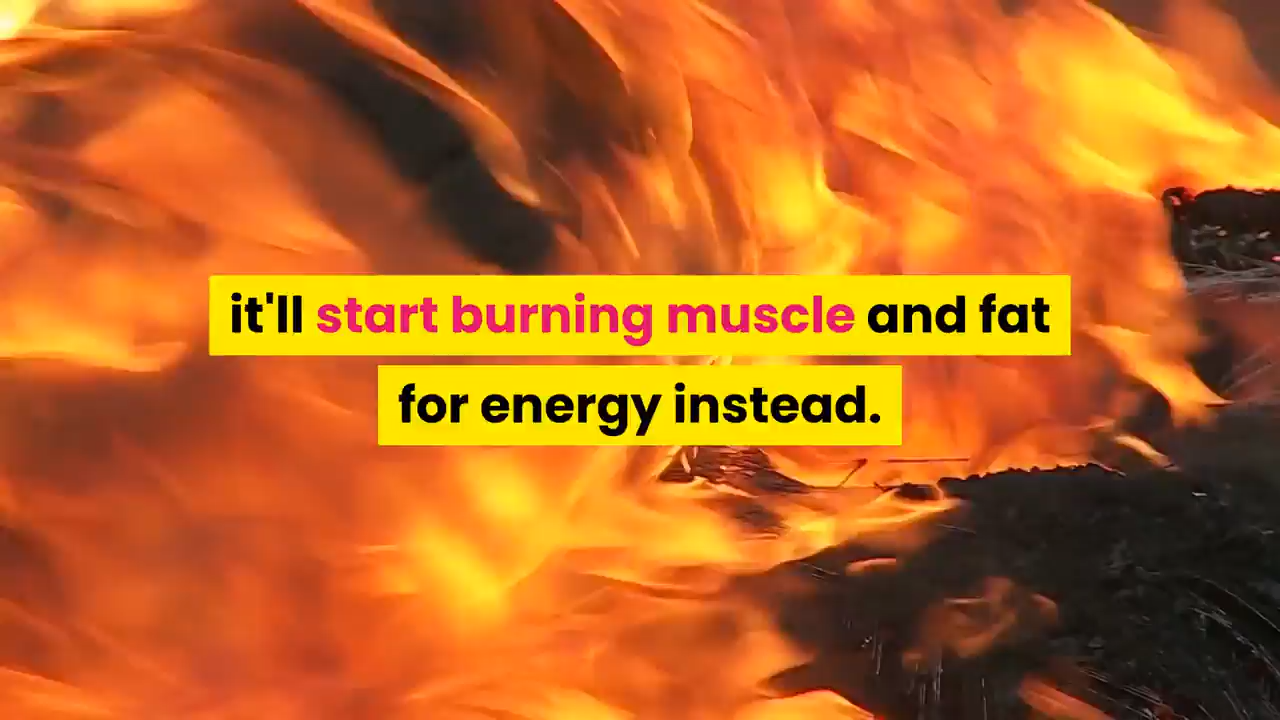 it'll start burning muscle and fat
for energy instead.